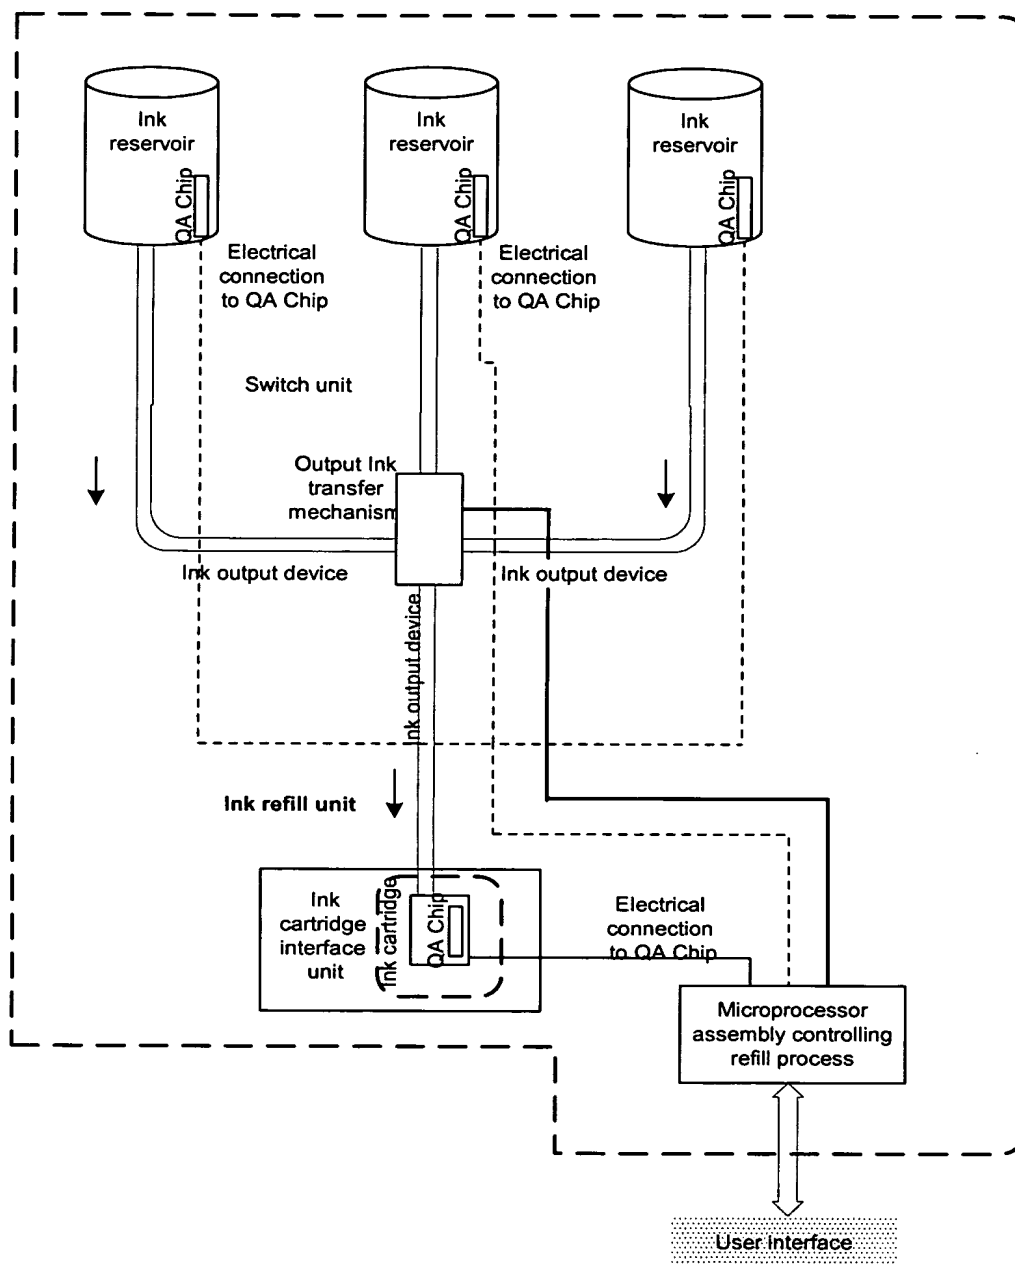 Ink
reservoir
QA Chip
Ink
reservoir
QA Chip
Ink
reservoir
QA Chip
Electrical
connection
to QA Chip
Electrical
connection
to QA Chip
Switch unit
Output Ink
transfer
mechanism
Ink output device
Ink output device
Ink output device
Ink refill unit
Ink
cartridge
interface
unit
Ink cartridge
QA Chip
Electrical
connection
to QA Chip
Microprocessor
assembly controlling
refill process
User interface